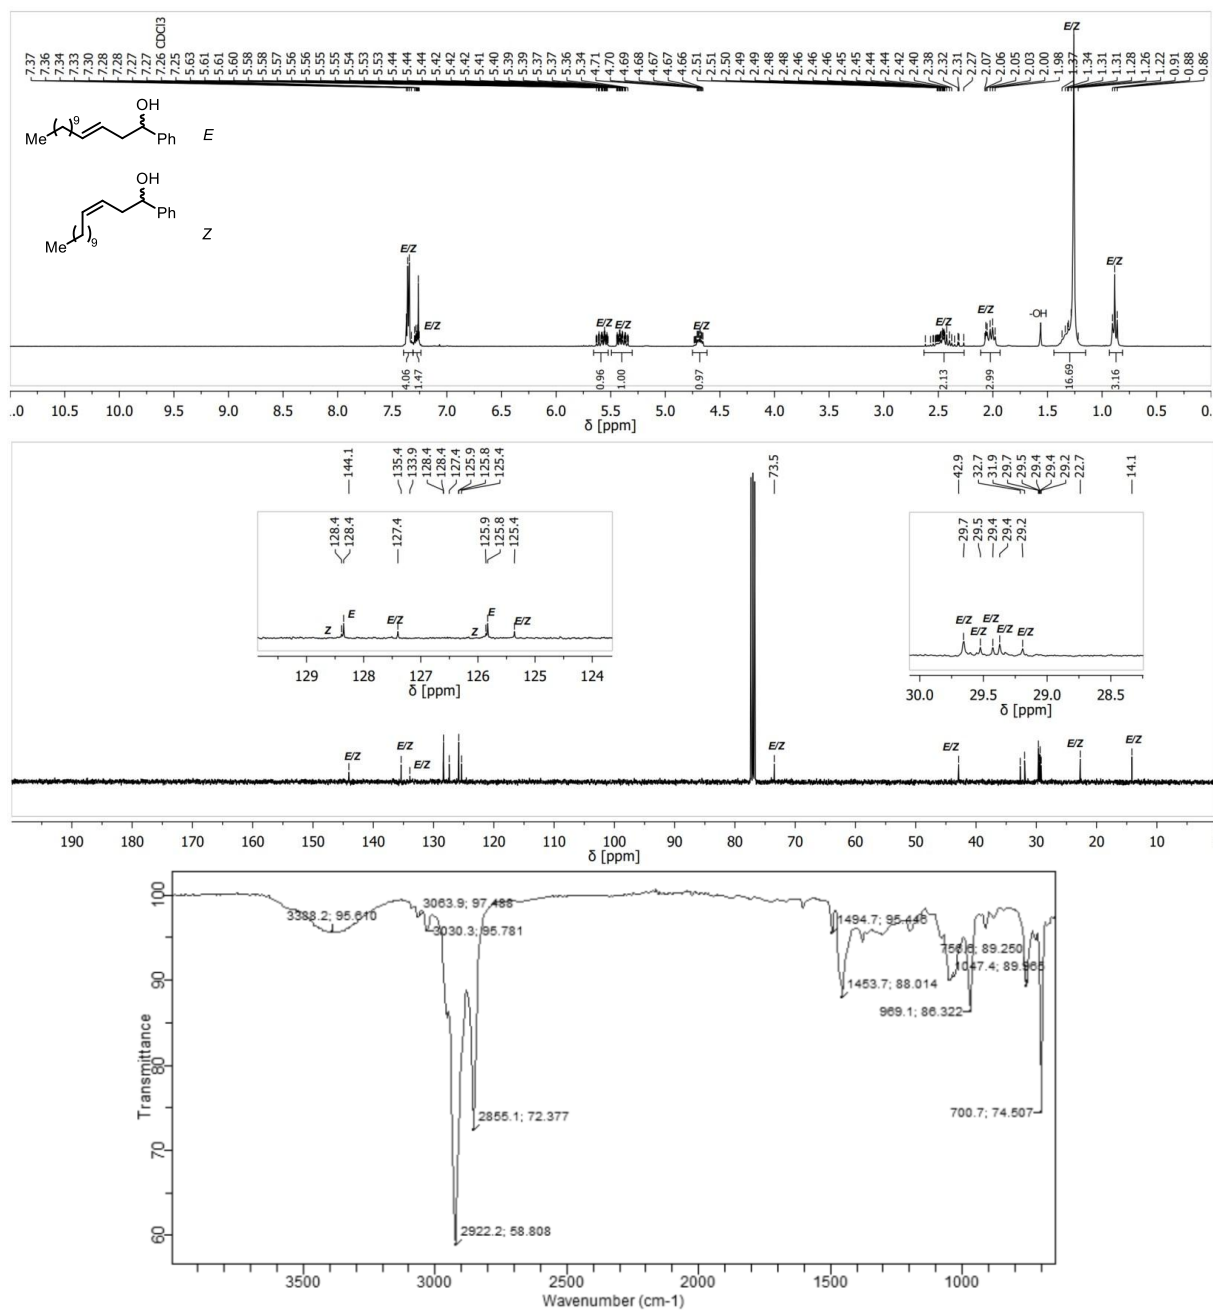 E/Z
7.37 7.36 7.34 7.33 7.30 7.28 7.28 7.27 7.27 7.26 CDCl3 7.25 5.63 5.61 5.61 5.60 5.58 5.58 5.57 5.56 5.56 5.55 5.55 5.54 5.53 5.53 5.44 5.44 5.44 5.42 5.42 5.42 5.41 5.40 5.39 5.39 5.37 5.37 5.36 5.34 4.71 4.70 4.69 4.68 4.67 4.67 4.66 2.51 2.51 2.50 2.49 2.49 2.48 2.48 2.46 2.46 2.45 2.45 2.44 2.44 2.42 2.40 2.38 2.32 2.31 2.27 2.07 2.06 2.05 2.03 2.00 1.98 1.37 1.34 1.31 1.31 1.28 1.26 1.22 0.91 0.88 0.86
OH
9
Me Ph E
OH
Ph
9
Me Z
E/Z E/Z E/Z E/Z E/Z E/Z E/Z -OH E/Z
4.06 1.47 0.96 1.00 0.97 2.13 2.99 16.69 3.16
.0 10.5 10.0 9.5 9.0 8.5 8.0 7.5 7.0 6.5 6.0 5.5 5.0 4.5 4.0 3.5 3.0 2.5 2.0 1.5 1.0 0.5 0.
δ [ppm]
144.1 135.4 133.9 128.4 128.4 127.4 125.9 125.8 125.4 73.5 42.9 32.7 31.9 29.7 29.5 29.4 29.4 29.2 22.7 14.1
128.4 128.4 127.4 125.9 125.8 125.4
Z E E/Z Z E E/Z
129 128 127 126 125 124
δ [ppm]
29.7 29.5 29.4 29.4 29.2
E/Z E/Z E/Z E/Z E/Z
30.0 29.5 29.0 28.5
δ [ppm]
E/Z E/Z E/Z E/Z E/Z E/Z E/Z
190 180 170 160 150 140 130 120 110 100 90 80 70 60 50 40 30 20 10
δ [ppm]
3388.2; 95.610
3063.9; 97.488
3030.3; 95.781
2922.2; 58.808
2855.1; 72.377
1494.7; 95.446
1453.7; 88.014
1047.4; 89.965
969.1; 86.322
756.6; 89.250
700.7; 74.507
100
90
80
70
60
Transmittance
3500 3000 2500 2000 1500 1000
Wavenumber (cm-1)